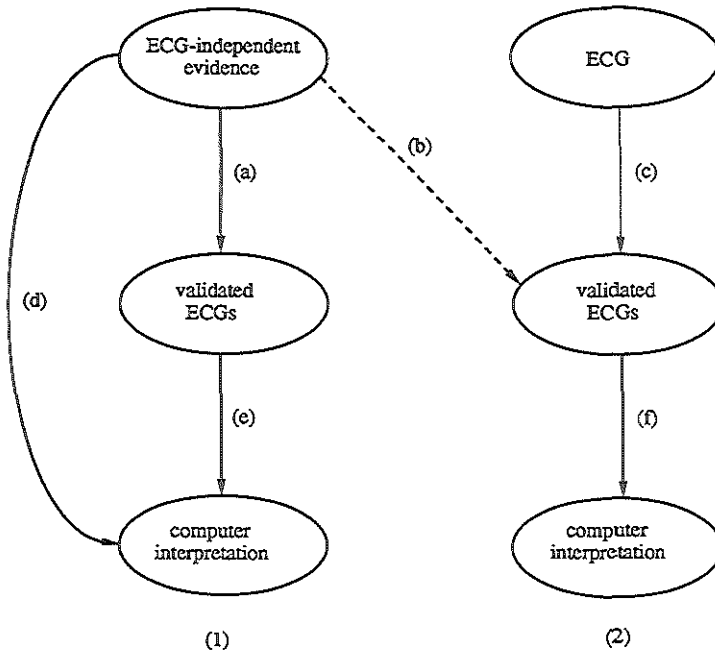 ECG-independent
evidence
ECG
(b)
(a)
(c)
validated
ECGs
validated
ECGs
(d)
(e)
(f)
computer
interpretation
computer
interpretation
(1)
(2)